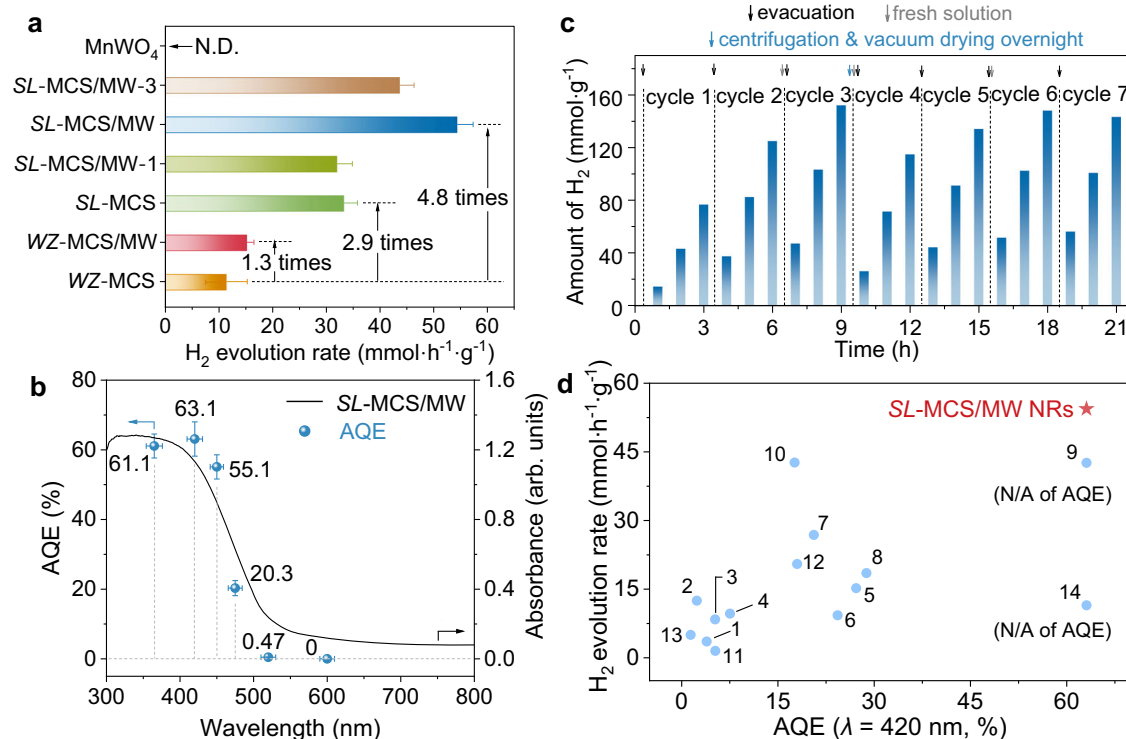 a
MnWO₄
N.D.
SL-MCS/MW-3
SL-MCS/MW
SL-MCS/MW-1
SL-MCS
WZ-MCS/MW
WZ-MCS
4.8 times
2.9 times
1.3 times
0 10 20 30 40 50 60
H₂ evolution rate (mmol·h⁻¹·g⁻¹)
c
evacuation
fresh solution
centrifugation & vacuum drying overnight
cycle 1 cycle 2 cycle 3 cycle 4 cycle 5 cycle 6 cycle 7
Amount of H₂ (mmol·g⁻¹)
160
120
80
40
0
0 3 6 9 12 15 18 21
Time (h)
b
SL-MCS/MW
AQE
AQE (%)
80
60
40
20
0
61.1
63.1
55.1
20.3
0.47
0
1.6
1.2
0.8
0.4
0.0
Absorbance (arb. units)
300 400 500 600 700 800
Wavelength (nm)
d
SL-MCS/MW NRs
H₂ evolution rate (mmol·h⁻¹·g⁻¹)
60
45
30
15
0
10
9
(N/A of AQE)
7
12
8
3
2
5
4
6
14
13
1
11
(N/A of AQE)
0 15 30 45 60
AQE (λ = 420 nm, %)